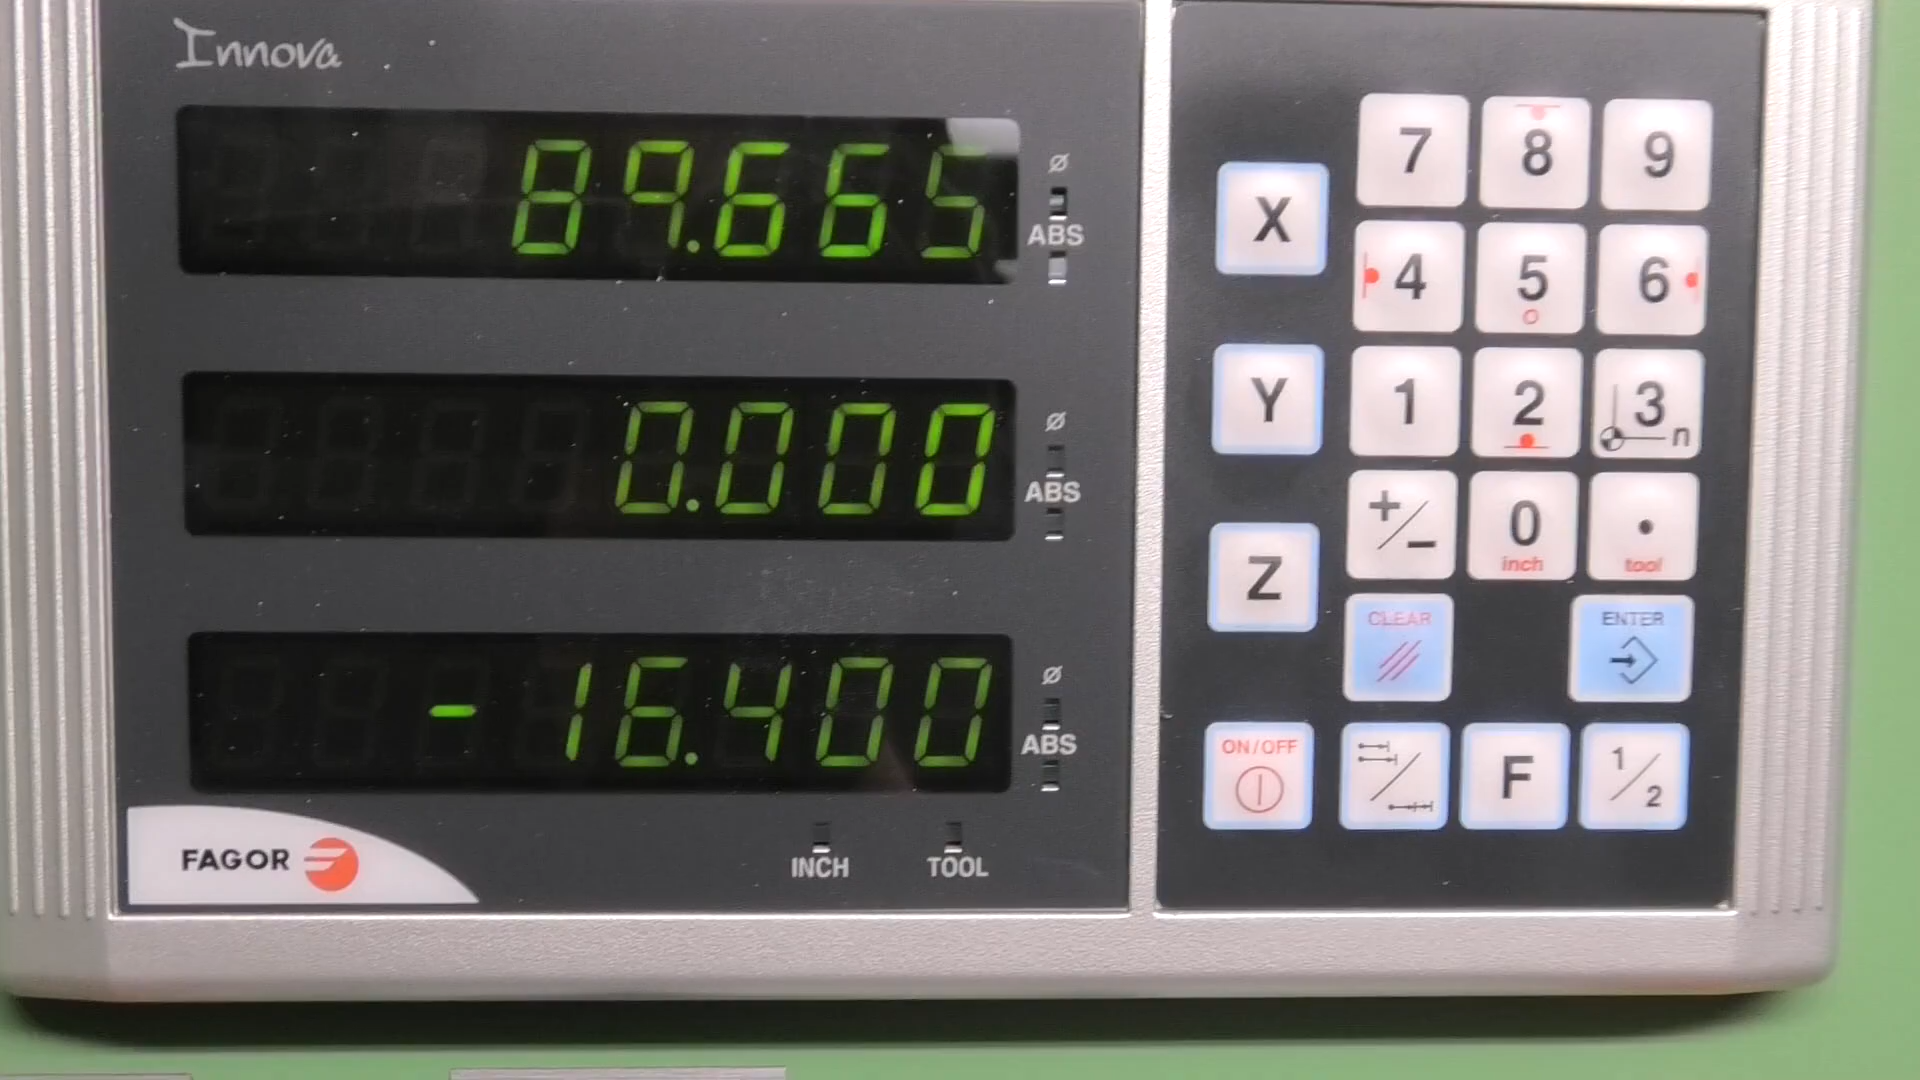 Innova
89.665
Ø
ABS
0.000
Ø
ABS
-16.400
Ø
ABS
FAGOR
INCH TOOL
7 8 9
X
4 5 6
Y
1 2 3 n
+/- 0 .
inch tool
Z
CLEAR ENTER
ON/OFF F 1/2